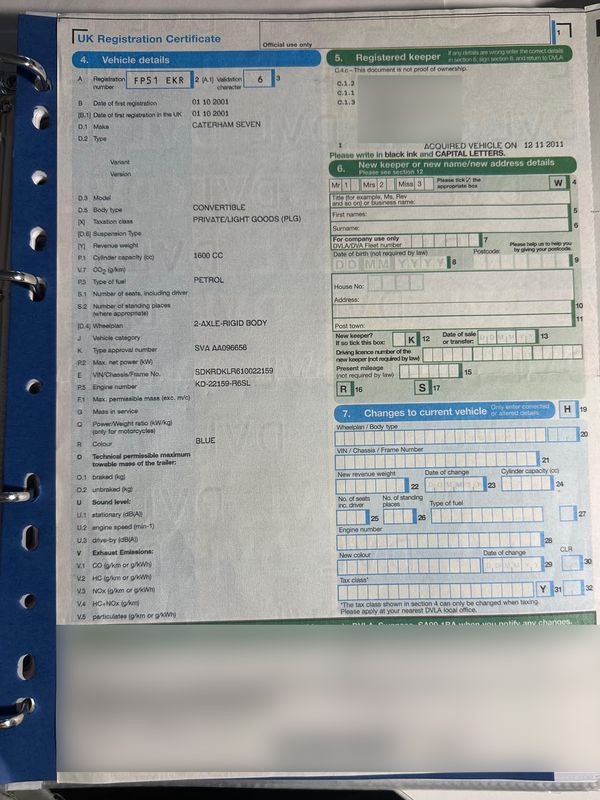 UK Registration Certificate
Official use only
1
4. Vehicle details
A Registration number FP51 EKR 2 [A.1] Validation character 6 3
B Date of first registration 01 10 2001
[B.1] Date of first registration in the UK 01 10 2001
D.1 Make CATERHAM SEVEN
D.2 Type
Variant
Version
D.3 Model
D.5 Body type CONVERTIBLE
[X] Taxation class PRIVATE/LIGHT GOODS (PLG)
[D.6] Suspension Type
[Y] Revenue weight
P.1 Cylinder capacity (cc) 1600 CC
V.7 CO2 (g/km)
P.3 Type of fuel PETROL
S.1 Number of seats, including driver
S.2 Number of standing places
(where appropriate)
[D.4] Wheelplan 2-AXLE-RIGID BODY
J Vehicle category
K Type approval number SVA AA096656
P.2 Max. net power (kW)
E VIN/Chassis/Frame No. SDKRDKLR610022159
P.5 Engine number KD-22159-R6SL
F.1 Max. permissible mass (exc. m/c)
G Mass in service
Q Power/Weight ratio (kW/kg)
(only for motorcycles)
R Colour BLUE
O Technical permissible maximum
towable mass of the trailer:
O.1 braked (kg)
O.2 unbraked (kg)
U Sound level:
U.1 stationary (dB(A))
U.2 engine speed (min-1)
U.3 drive-by (dB(A))
V Exhaust Emissions:
V.1 CO (g/km or g/kWh)
V.2 HC (g/km or g/kWh)
V.3 NOx (g/km or g/kWh)
V.4 HC+NOx (g/km)
V.5 particulates (g/km or g/kWh)
5. Registered keeper
If any details are wrong enter the correct details
in section 6, sign section 8, and return to DVLA
C.4.c – This document is not proof of ownership.
C.1.2
C.1.1
C.1.3
1 ACQUIRED VEHICLE ON 12 11 2011
Please write in black ink and CAPITAL LETTERS.
6. New keeper or new name/new address details
Please see section 12
Mr 1 Mrs 2 Miss 3 Please tick ✓ the
appropriate box W 4
Title (for example, Ms, Rev
and so on) or business name:
First names: 5
Surname: 6
For company use only
DVLA/DVA Fleet number 7 Postcode: Please help us to help you
by giving your postcode.
Date of birth (not required by law)
D D M M Y Y Y Y 8 9
House No:
Address:
10
Post town: 11
New keeper?
If so tick this box: K 12 Date of sale
or transfer: D D M M Y Y 13
Driving licence number of the
new keeper (not required by law)
Present mileage
(not required by law) 15
R 16 S 17
7. Changes to current vehicle
Only enter corrected
or altered details H 19
Wheelplan / Body type
20
VIN / Chassis / Frame Number
21
New revenue weight Date of change Cylinder capacity (cc)
22 D D M M Y Y 23 24
No. of seats
inc. driver No. of standing
places Type of fuel
25 26 27
Engine number
28
New colour Date of change CLR
29 30
Tax class* Y 31 32
*The tax class shown in section 4 can only be changed when taxing.
Please apply at your nearest DVLA local office.
DVLA, Swansea, SA99 1BA when you notify any changes.